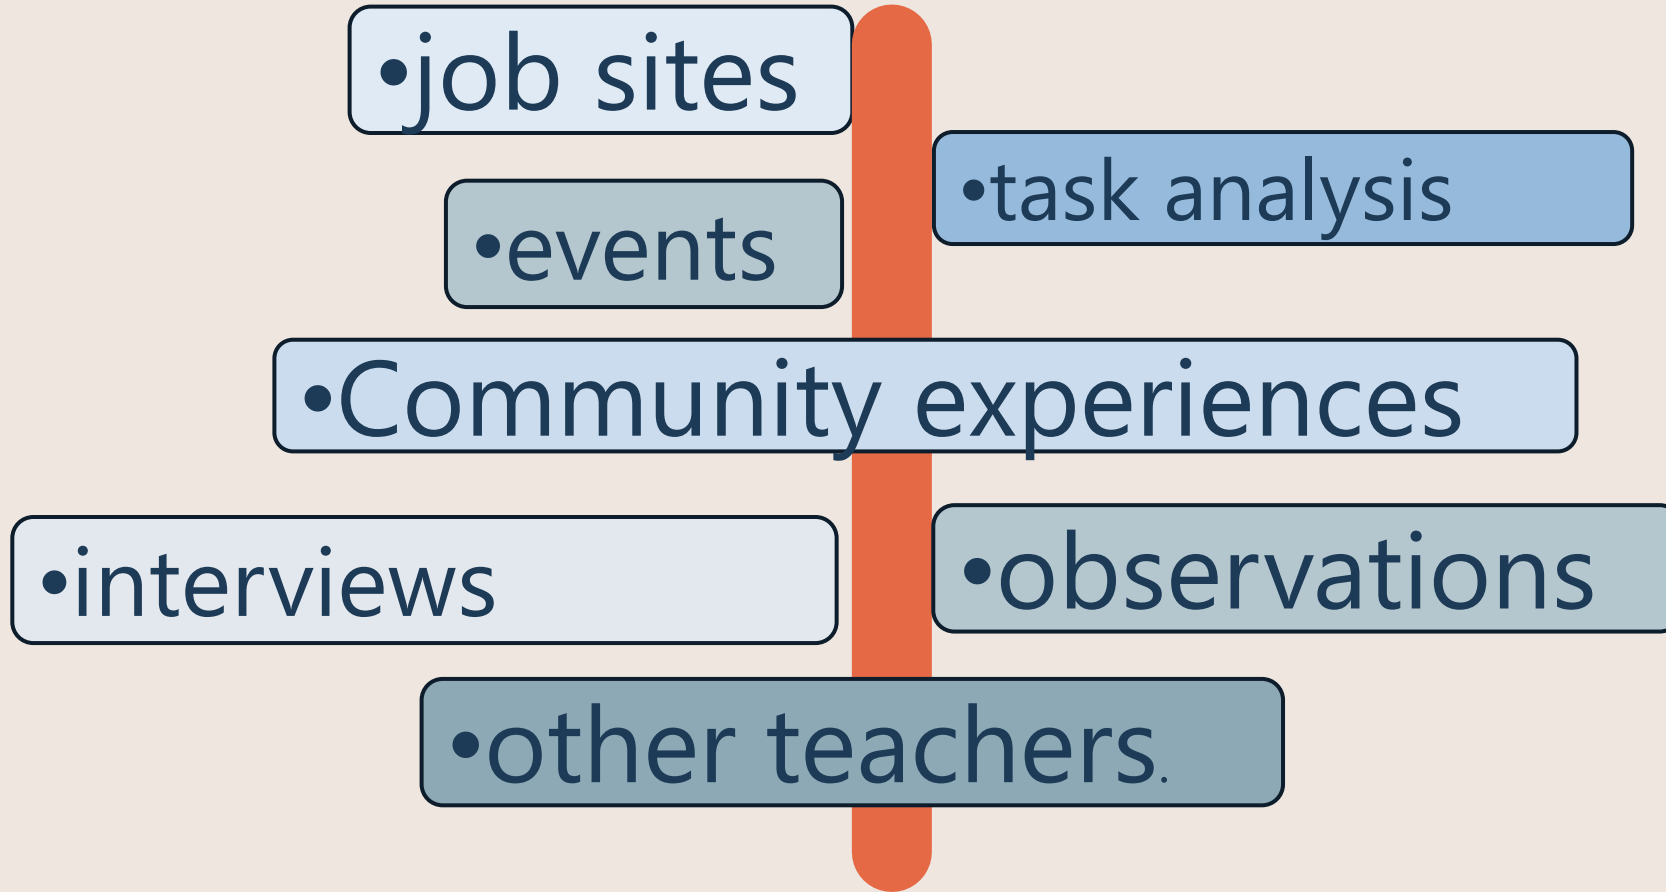 •job sites
•task analysis
•events
•Community experiences
•interviews
•observations
•other teachers.